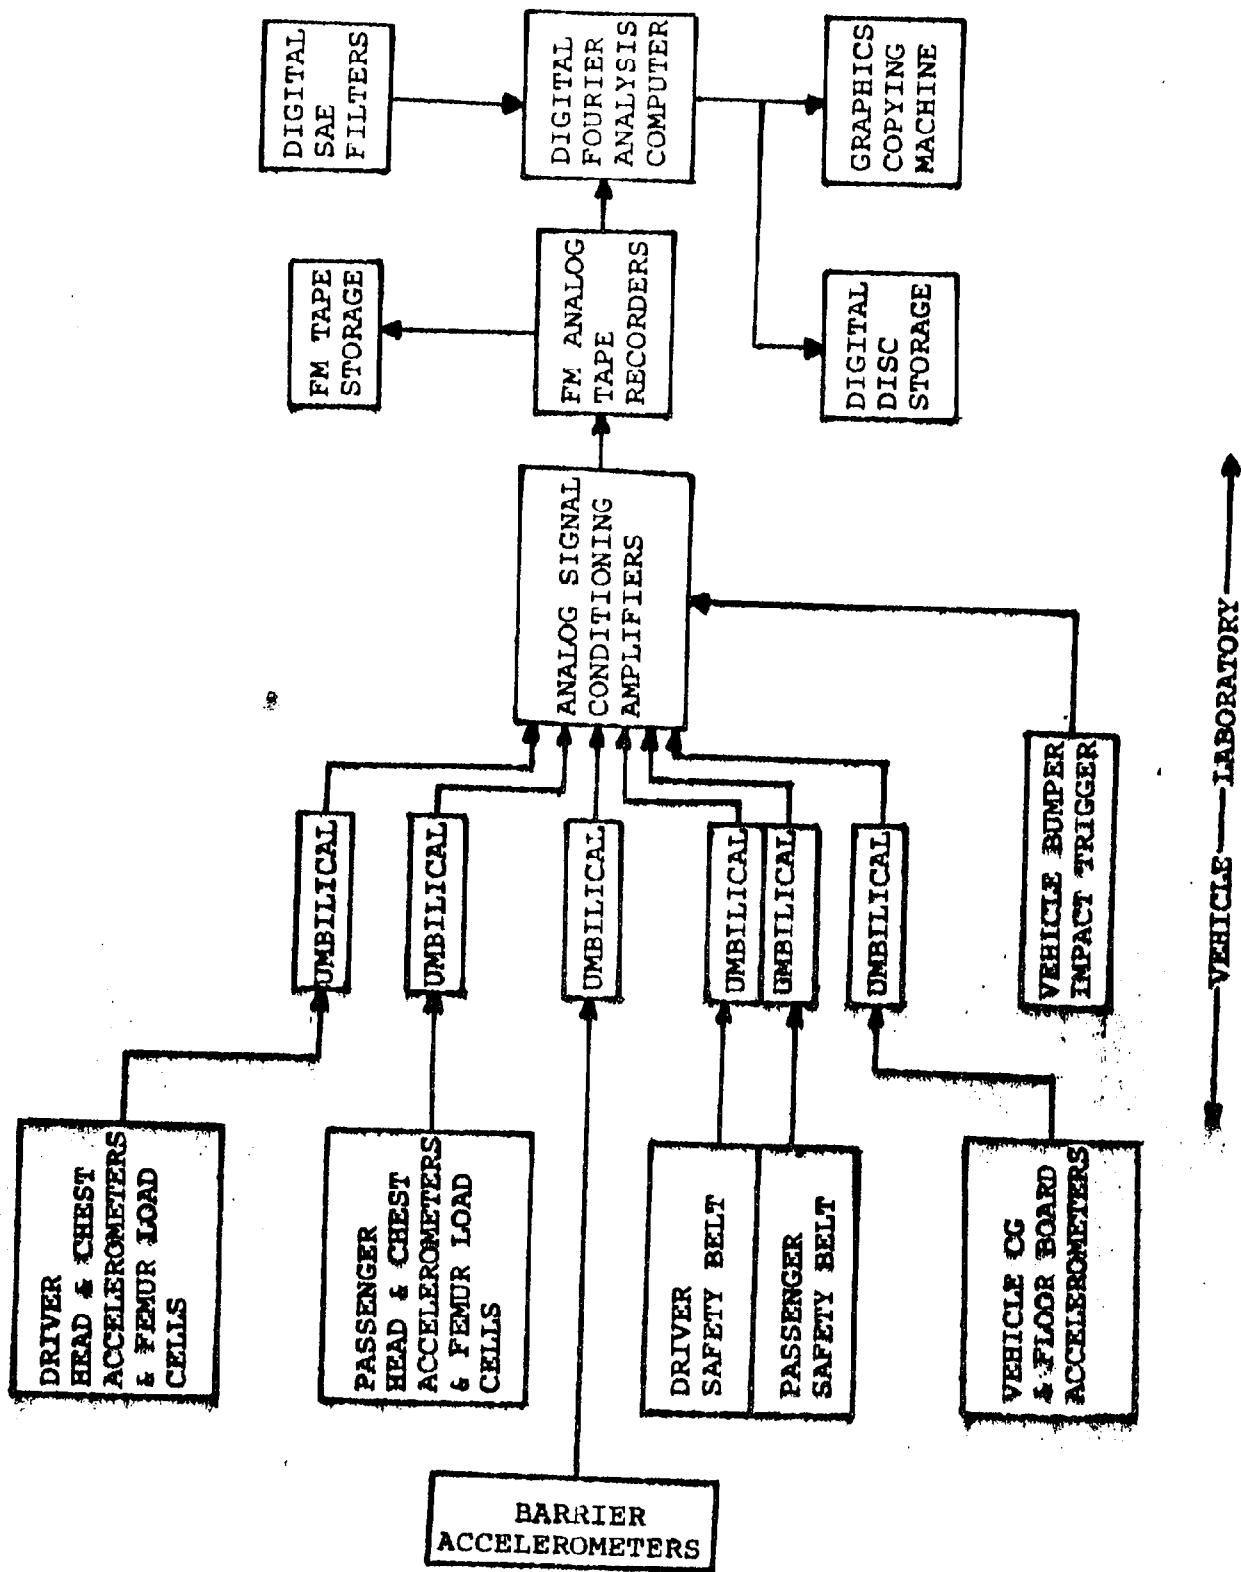 DRIVER
HEAD & CHEST
ACCELEROMETERS
& FEMUR LOAD
CELLS
PASSENGER
HEAD & CHEST
ACCELEROMETERS
& FEMUR LOAD
CELLS
BARRIER
ACCELEROMETERS
DRIVER
SAFETY BELT
PASSENGER
SAFETY BELT
VEHICLE CG
& FLOOR BOARD
ACCELEROMETERS
UMBILICAL
UMBILICAL
UMBILICAL
UMBILICAL
UMBILICAL
UMBILICAL
VEHICLE BUMPER
IMPACT TRIGGER
ANALOG SIGNAL
CONDITIONING
AMPLIFIERS
FM TAPE
STORAGE
FM ANALOG
TAPE
RECORDERS
DIGITAL
SAE
FILTERS
DIGITAL
FOURIER
ANALYSIS
COMPUTER
DIGITAL
DISC
STORAGE
GRAPHICS
COPYING
MACHINE
VEHICLE
LABORATORY